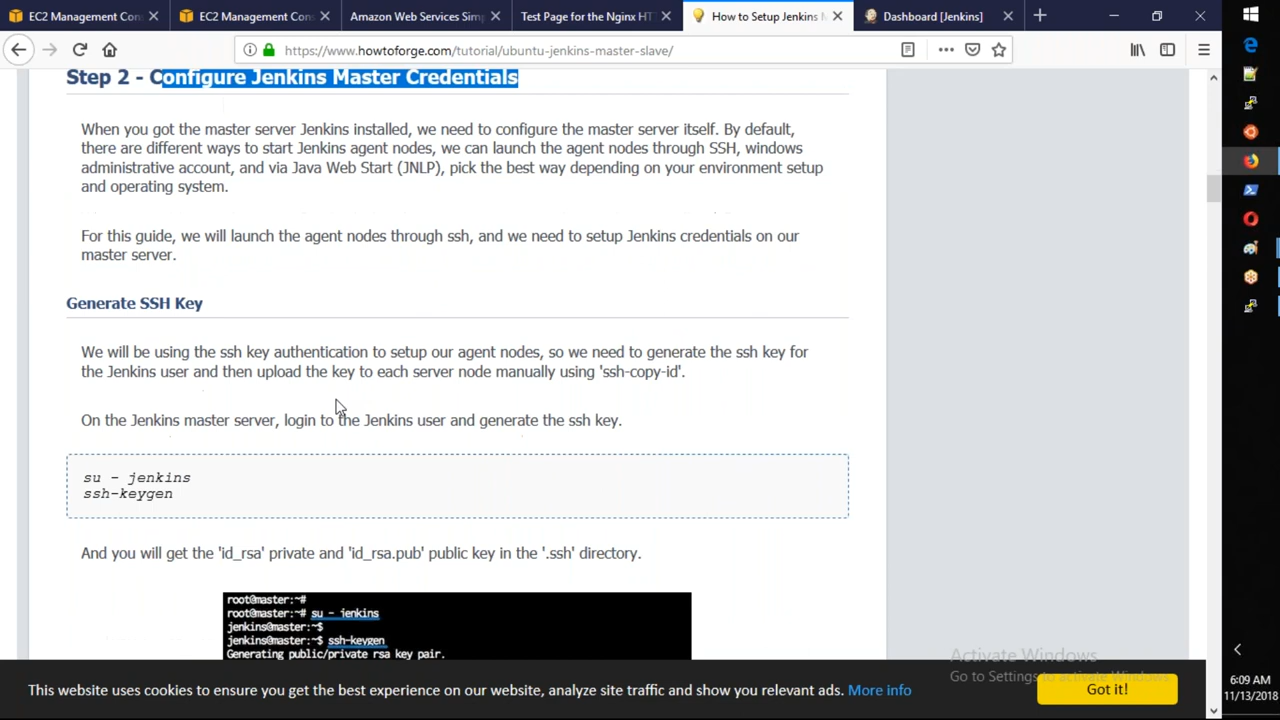 EC2 Management Con
EC2 Management Con
Amazon Web Services Sim
Test Page for the Nginx HT
How to Setup Jenkins M
Dashboard [Jenkins]
https://www.howtoforge.com/tutorial/ubuntu-jenkins-master-slave/
Step 2 - Configure Jenkins Master Credentials
When you got the master server Jenkins installed, we need to configure the master server itself. By default,
there are different ways to start Jenkins agent nodes, we can launch the agent nodes through SSH, windows
administrative account, and via Java Web Start (JNLP), pick the best way depending on your environment setup
and operating system.
For this guide, we will launch the agent nodes through ssh, and we need to setup Jenkins credentials on our
master server.
Generate SSH Key
We will be using the ssh key authentication to setup our agent nodes, so we need to generate the ssh key for
the Jenkins user and then upload the key to each server node manually using 'ssh-copy-id'.
On the Jenkins master server, login to the Jenkins user and generate the ssh key.
su - jenkins
ssh-keygen
And you will get the 'id_rsa' private and 'id_rsa.pub' public key in the '.ssh' directory.
root@master:~#
root@master:~# su - jenkins
jenkins@master:~$
jenkins@master:~$ ssh-keygen
Generating public/private rsa key pair.
Activate Windows
Go to Settings to activate Windows.
This website uses cookies to ensure you get the best experience on our website, analyze site traffic and show you relevant ads. More info
Got it!
6:09 AM
11/13/2018